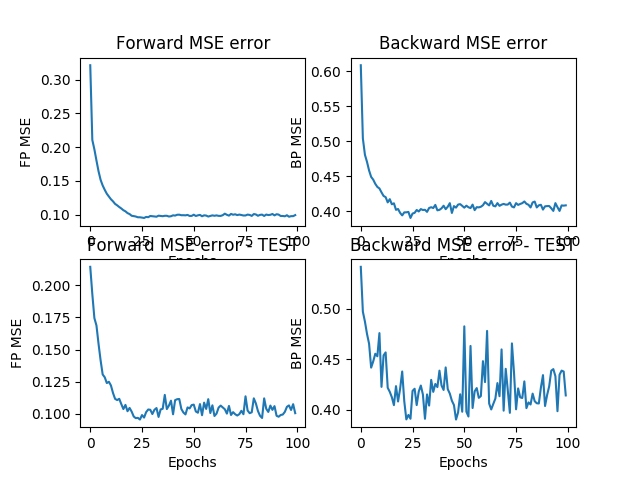 Forward MSE error
Backward MSE error
0.30
0.25
0.20
0.15
0.10
FP MSE
0.60
0.55
0.50
0.45
0.40
BP MSE
0 25 50 75 100
Epochs
0 25 50 75 100
Epochs
Forward MSE error - TEST
Backward MSE error - TEST
0.200
0.175
0.150
0.125
0.100
FP MSE
0.50
0.45
0.40
BP MSE
0 25 50 75 100
Epochs
0 25 50 75 100
Epochs